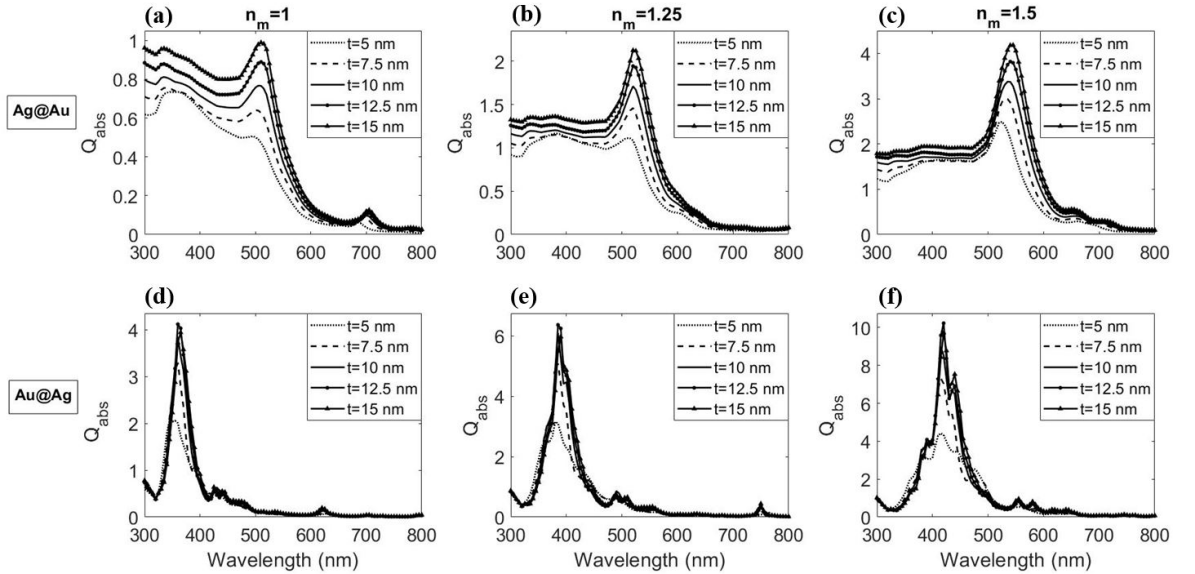 (a) n_m=1
(b) n_m=1.25
(c) n_m=1.5
Ag@Au
Q_abs
1
0.8
0.6
0.4
0.2
0
t=5 nm
t=7.5 nm
t=10 nm
t=12.5 nm
t=15 nm
300 400 500 600 700 800
Q_abs
2
1.5
1
0.5
0
t=5 nm
t=7.5 nm
t=10 nm
t=12.5 nm
t=15 nm
300 400 500 600 700 800
Q_abs
4
3
2
1
0
t=5 nm
t=7.5 nm
t=10 nm
t=12.5 nm
t=15 nm
300 400 500 600 700 800
Au@Ag
(d)
Q_abs
4
3
2
1
0
t=5 nm
t=7.5 nm
t=10 nm
t=12.5 nm
t=15 nm
300 400 500 600 700 800
Wavelength (nm)
(e)
Q_abs
6
4
2
0
t=5 nm
t=7.5 nm
t=10 nm
t=12.5 nm
t=15 nm
300 400 500 600 700 800
Wavelength (nm)
(f)
Q_abs
10
8
6
4
2
0
t=5 nm
t=7.5 nm
t=10 nm
t=12.5 nm
t=15 nm
300 400 500 600 700 800
Wavelength (nm)